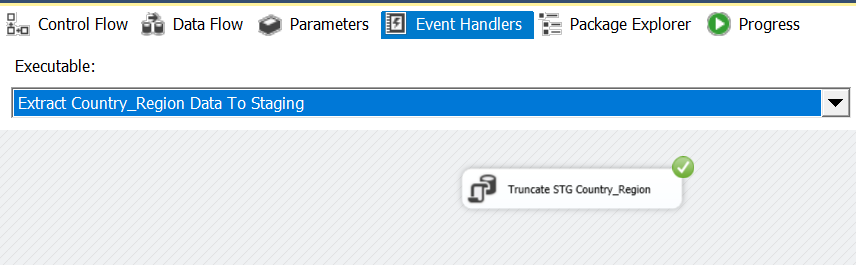 Control Flow Data Flow Parameters Event Handlers Package Explorer Progress
Executable:
Extract Country_Region Data To Staging
Truncate STG Country_Region